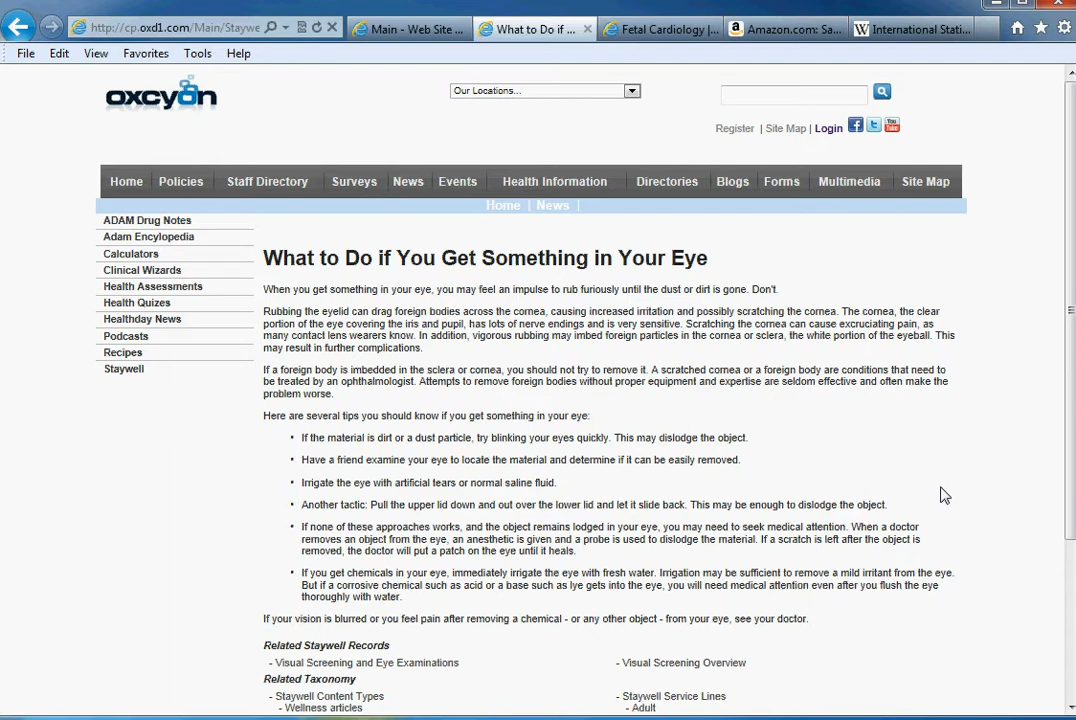 http://cp.oxd1.com/Main/Staywe
Main - Web Site ...
What to Do if ...
Fetal Cardiology |...
Amazon.com: Sa...
International Stati...
File Edit View Favorites Tools Help
oxcyon
Our Locations...
Register | Site Map | Login
You Tube
Home Policies Staff Directory Surveys News Events Health Information Directories Blogs Forms Multimedia Site Map
Home | News |
ADAM Drug Notes
Adam Encylopedia
Calculators
Clinical Wizards
Health Assessments
Health Quizes
Healthday News
Podcasts
Recipes
Staywell
What to Do if You Get Something in Your Eye
When you get something in your eye, you may feel an impulse to rub furiously until the dust or dirt is gone. Don't.
Rubbing the eyelid can drag foreign bodies across the cornea, causing increased irritation and possibly scratching the cornea. The cornea, the clear
portion of the eye covering the iris and pupil, has lots of nerve endings and is very sensitive. Scratching the cornea can cause excruciating pain, as
many contact lens wearers know. In addition, vigorous rubbing may imbed foreign particles in the cornea or sclera, the white portion of the eyeball. This
may result in further complications.
If a foreign body is imbedded in the sclera or cornea, you should not try to remove it. A scratched cornea or a foreign body are conditions that need to
be treated by an ophthalmologist. Attempts to remove foreign bodies without proper equipment and expertise are seldom effective and often make the
problem worse.
Here are several tips you should know if you get something in your eye:
• If the material is dirt or a dust particle, try blinking your eyes quickly. This may dislodge the object.
• Have a friend examine your eye to locate the material and determine if it can be easily removed.
• Irrigate the eye with artificial tears or normal saline fluid.
• Another tactic: Pull the upper lid down and out over the lower lid and let it slide back. This may be enough to dislodge the object.
• If none of these approaches works, and the object remains lodged in your eye, you may need to seek medical attention. When a doctor
removes an object from the eye, an anesthetic is given and a probe is used to dislodge the material. If a scratch is left after the object is
removed, the doctor will put a patch on the eye until it heals.
• If you get chemicals in your eye, immediately irrigate the eye with fresh water. Irrigation may be sufficient to remove a mild irritant from the eye.
But if a corrosive chemical such as acid or a base such as lye gets into the eye, you will need medical attention even after you flush the eye
thoroughly with water.
If your vision is blurred or you feel pain after removing a chemical - or any other object - from your eye, see your doctor.
Related Staywell Records
- Visual Screening and Eye Examinations
- Visual Screening Overview
Related Taxonomy
- Staywell Content Types
- Staywell Service Lines
- Wellness articles
- Adult